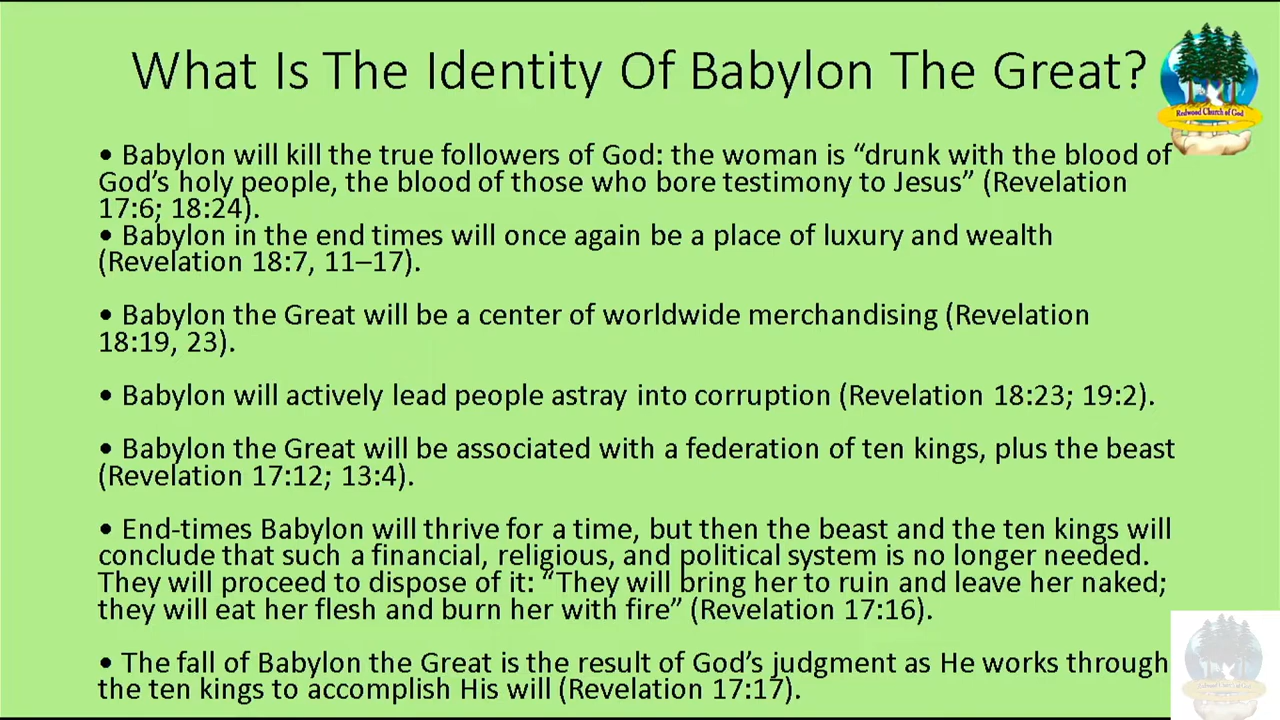 What Is The Identity Of Babylon The Great?
Redwood Church of God
• Babylon will kill the true followers of God: the woman is “drunk with the blood of
God’s holy people, the blood of those who bore testimony to Jesus” (Revelation
17:6; 18:24).
• Babylon in the end times will once again be a place of luxury and wealth
(Revelation 18:7, 11–17).
• Babylon the Great will be a center of worldwide merchandising (Revelation
18:19, 23).
• Babylon will actively lead people astray into corruption (Revelation 18:23; 19:2).
• Babylon the Great will be associated with a federation of ten kings, plus the beast
(Revelation 17:12; 13:4).
• End-times Babylon will thrive for a time, but then the beast and the ten kings will
conclude that such a financial, religious, and political system is no longer needed.
They will proceed to dispose of it: “They will bring her to ruin and leave her naked;
they will eat her flesh and burn her with fire” (Revelation 17:16).
• The fall of Babylon the Great is the result of God’s judgment as He works through
the ten kings to accomplish His will (Revelation 17:17).
Redwood Church of God